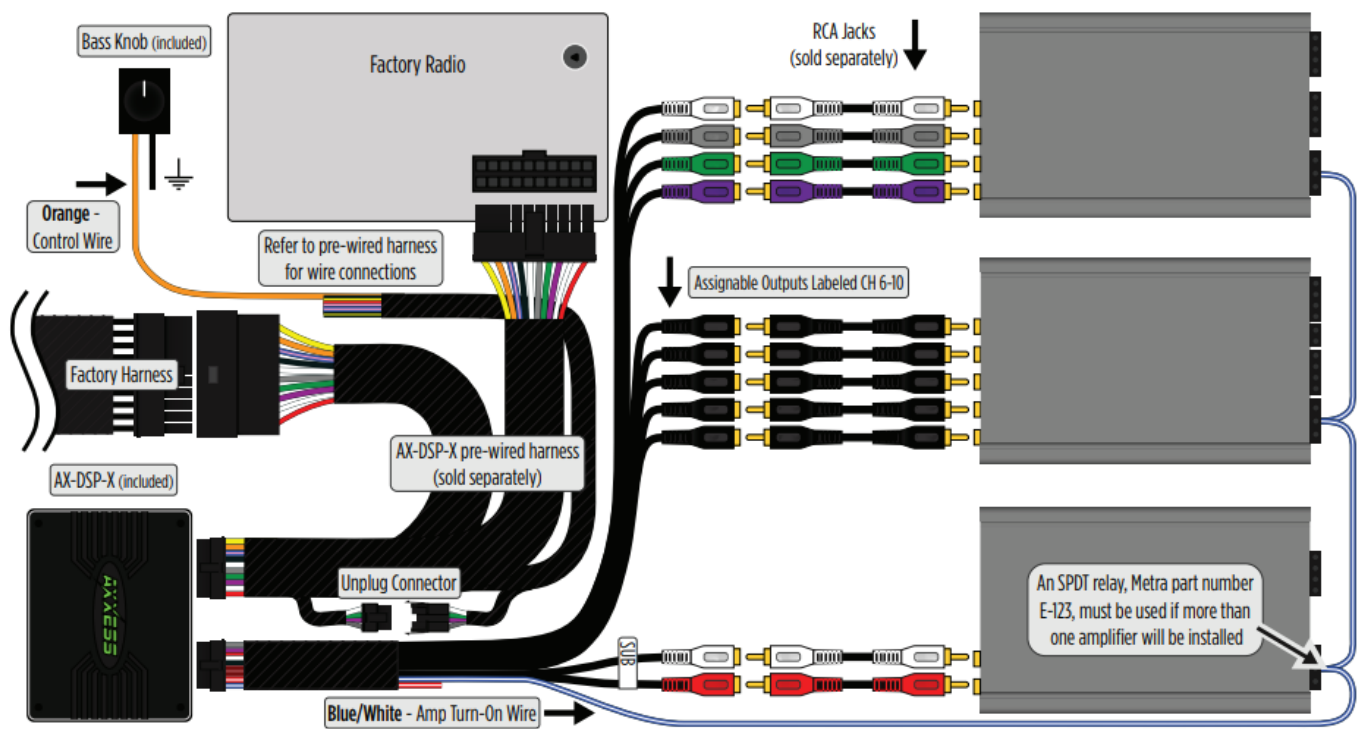 Bass Knob (included)
Factory Radio
RCA Jacks
(sold separately)
Orange -
Control Wire
Refer to pre-wired harness
for wire connections
Assignable Outputs Labeled CH 6-10
Factory Harness
AX-DSP-X pre-wired harness
(sold separately)
AX-DSP-X (included)
AXXESS
Unplug Connector
An SPDT relay, Metra part number
E-123, must be used if more than
one amplifier will be installed
SUB
Blue/White - Amp Turn-On Wire